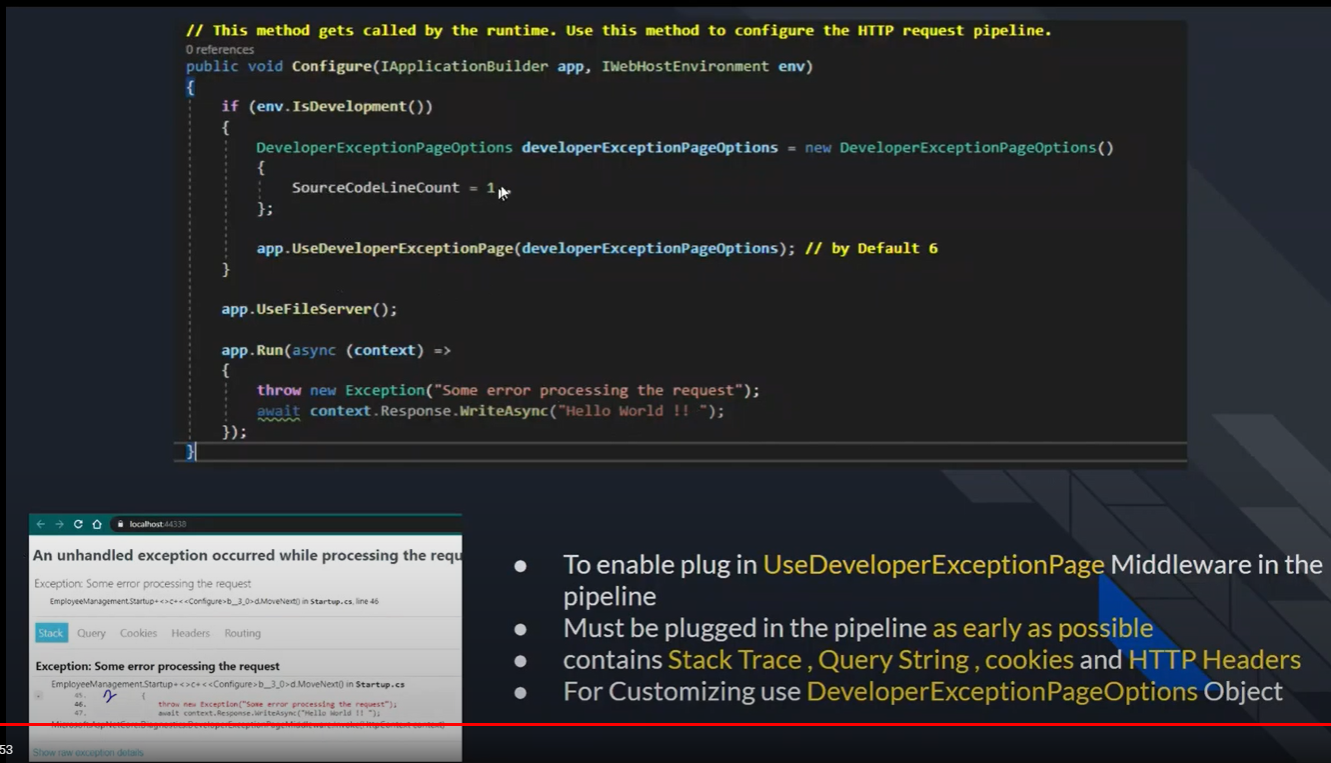 // This method gets called by the runtime. Use this method to configure the HTTP request pipeline.
0 references
public void Configure(IApplicationBuilder app, IWebHostEnvironment env)
{
if (env.IsDevelopment())
{
DeveloperExceptionPageOptions developerExceptionPageOptions = new DeveloperExceptionPageOptions()
{
SourceCodeLineCount = 1
};
app.UseDeveloperExceptionPage(developerExceptionPageOptions); // by Default 6
}
app.UseFileServer();
app.Run(async (context) =>
{
throw new Exception("Some error processing the request");
await context.Response.WriteAsync("Hello World !! ");
});
}
localhost:44338
An unhandled exception occurred while processing the requ
Exception: Some error processing the request
EmployeeManagement.Startup+<>c+<<Configure>b__3_0>d.MoveNext() in Startup.cs, line 46
Stack Query Cookies Headers Routing
Exception: Some error processing the request
EmployeeManagement.Startup+<>c+<<Configure>b__3_0>d.MoveNext() in Startup.cs
45. {
46. throw new Exception("Some error processing the request");
47. await context.Response.WriteAsync("Hello World !! ");
Show raw exception details
● To enable plug in UseDeveloperExceptionPage Middleware in the
pipeline
● Must be plugged in the pipeline as early as possible
● contains Stack Trace , Query String , cookies and HTTP Headers
● For Customizing use DeveloperExceptionPageOptions Object
53